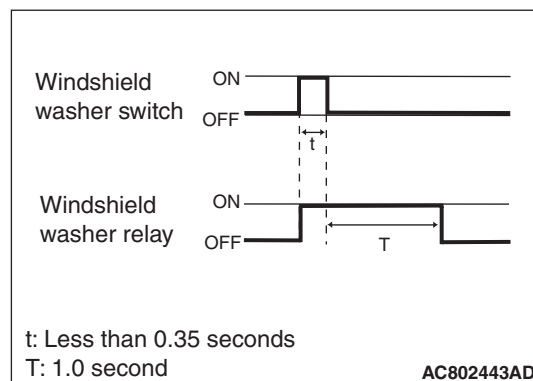 Windshield
washer switch
ON
OFF
t
Windshield
washer relay
ON
OFF
T
t: Less than 0.35 seconds
T: 1.0 second
AC802443AD